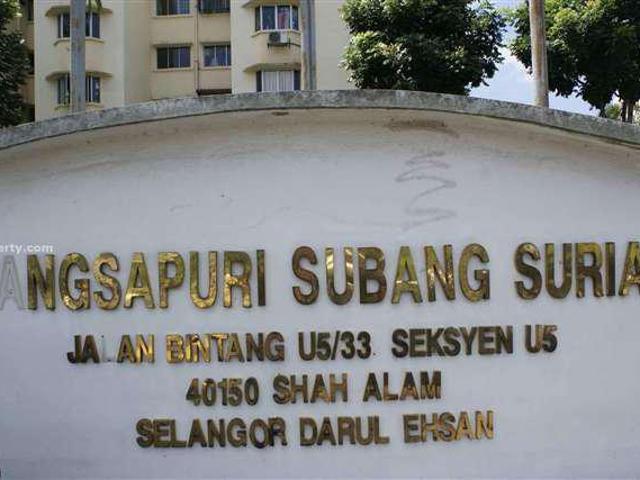 erty.com
ANGSAPURI SUBANG SURIA
JALAN BINTANG U5/33. SEKSYEN U5
40150 SHAH ALAM
SELANGOR DARUL EHSAN